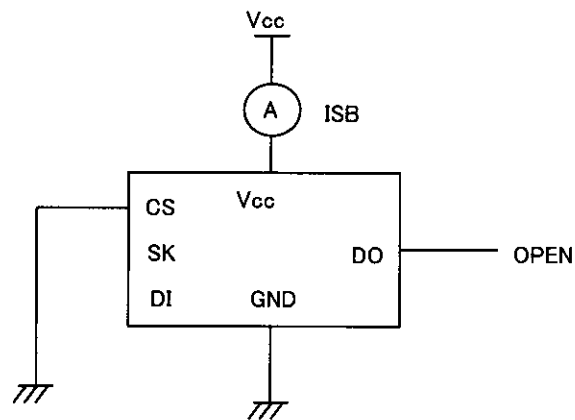 Vcc
A ISB
CS Vcc
SK DO OPEN
DI GND